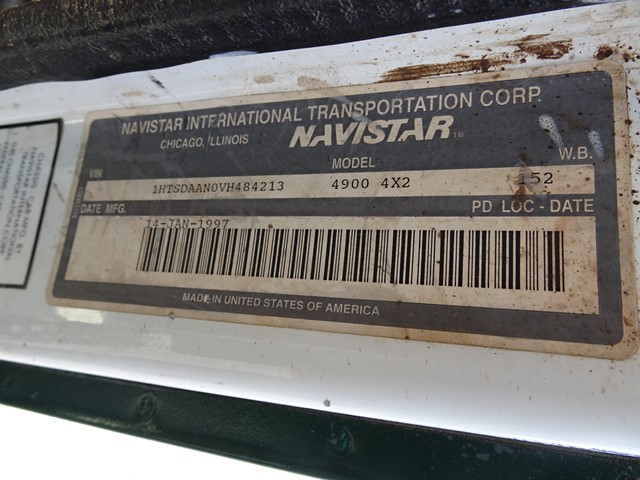 NAVISTAR INTERNATIONAL TRANSPORTATION CORP.
CHICAGO, ILLINOIS NAVISTAR TM
VIN MODEL W.B.
1HTSDAAN0VH484213 4900 4X2 152
DATE MFG. PD LOC - DATE
14-JAN-1997
MADE IN UNITED STATES OF AMERICA